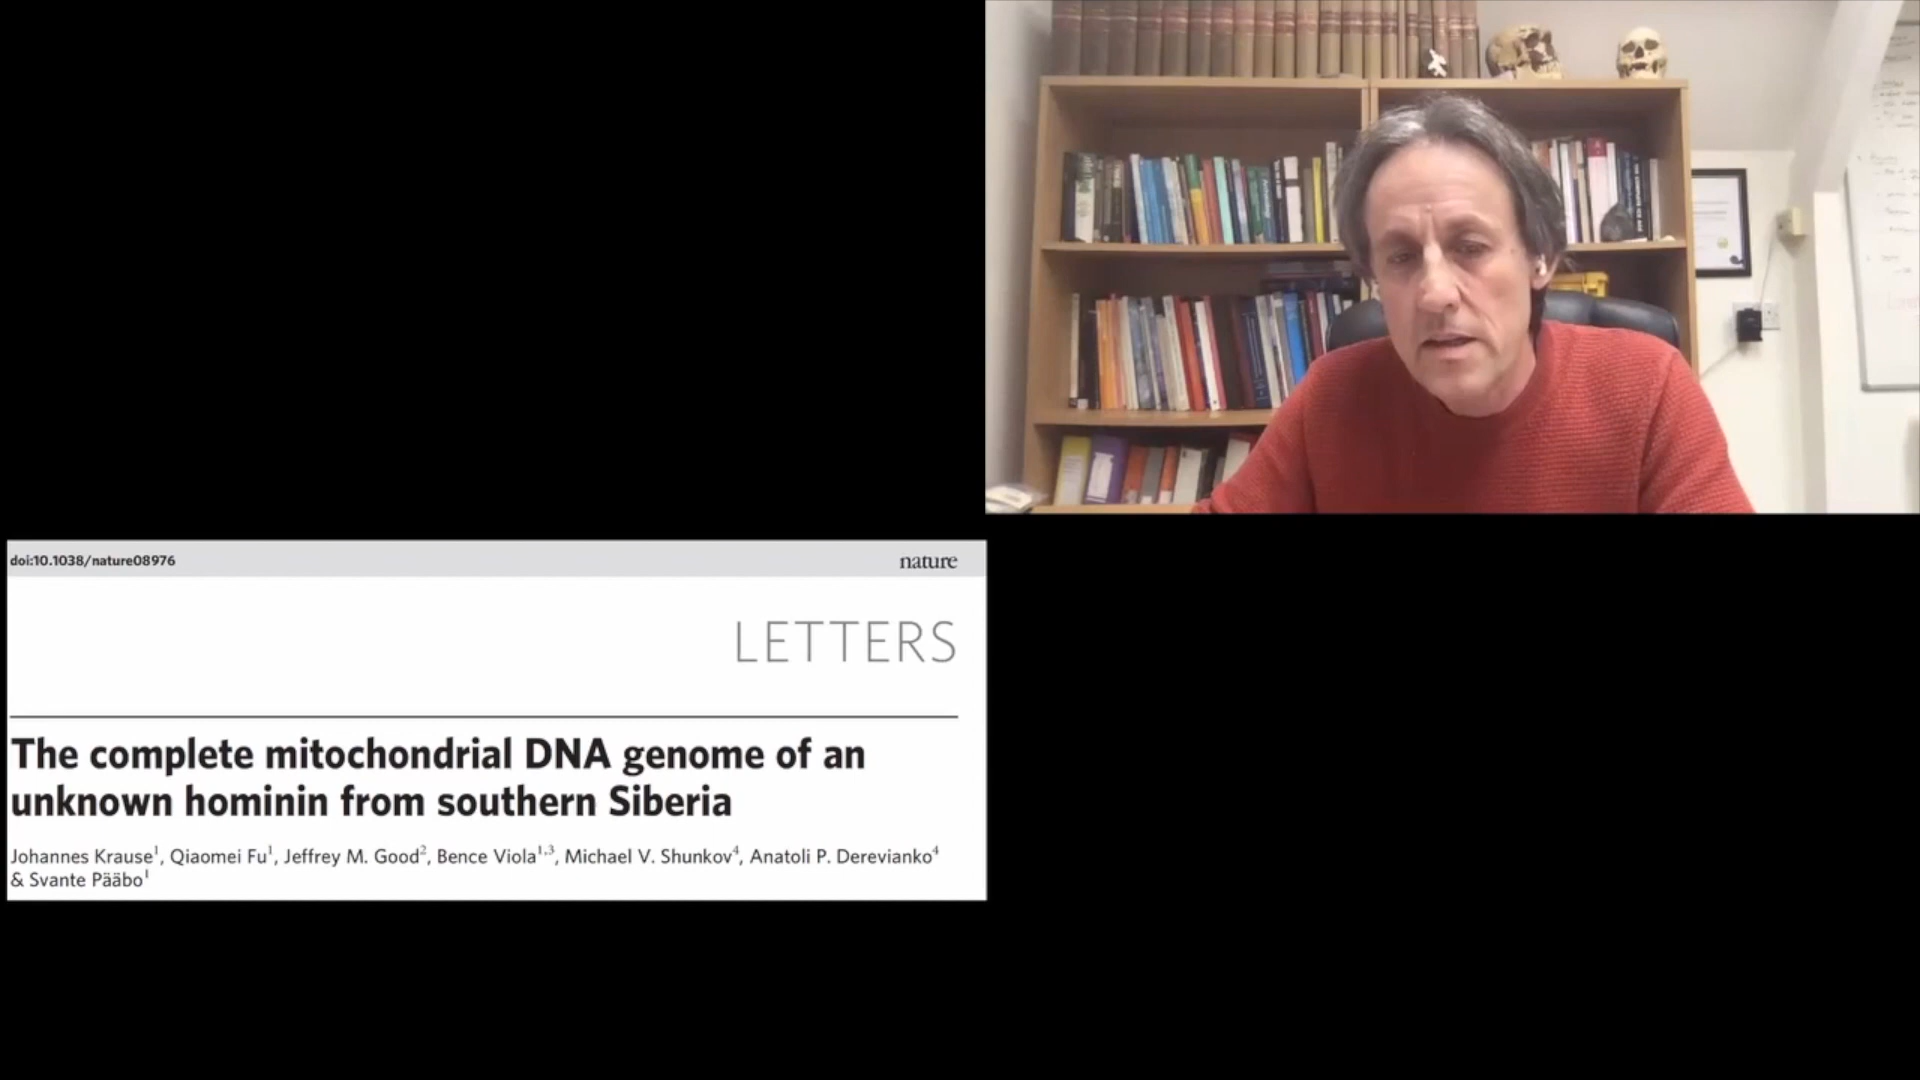 doi:10.1038/nature08976 nature
LETTERS
The complete mitochondrial DNA genome of an
unknown hominin from southern Siberia
Johannes Krause¹, Qiaomei Fu¹, Jeffrey M. Good², Bence Viola¹,³, Michael V. Shunkov⁴, Anatoli P. Derevianko⁴
& Svante Pääbo¹